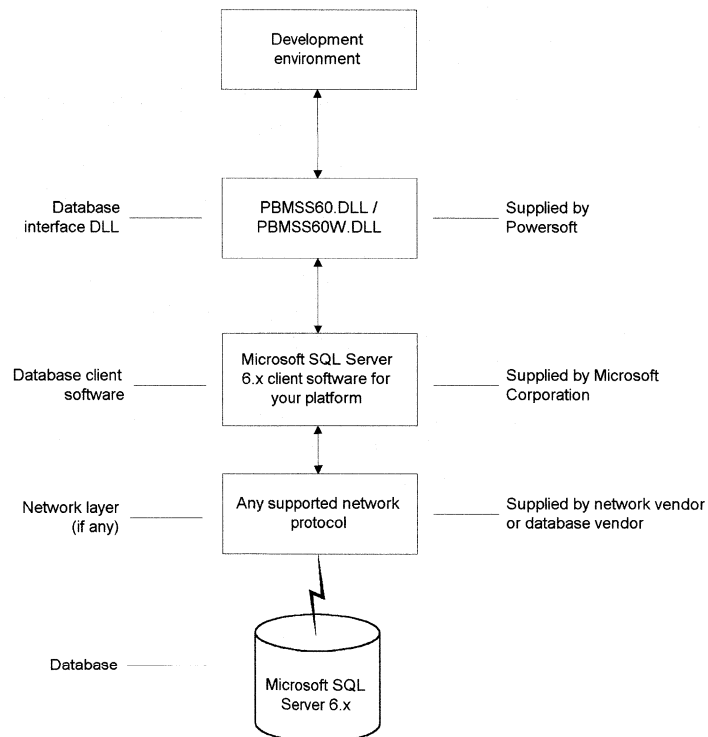 Development
environment
Database
interface DLL
PBMSS60.DLL /
PBMSS60W.DLL
Supplied by
Powersoft
Database client
software
Microsoft SQL Server
6.x client software for
your platform
Supplied by Microsoft
Corporation
Network layer
(if any)
Any supported network
protocol
Supplied by network vendor
or database vendor
Database
Microsoft SQL
Server 6.x